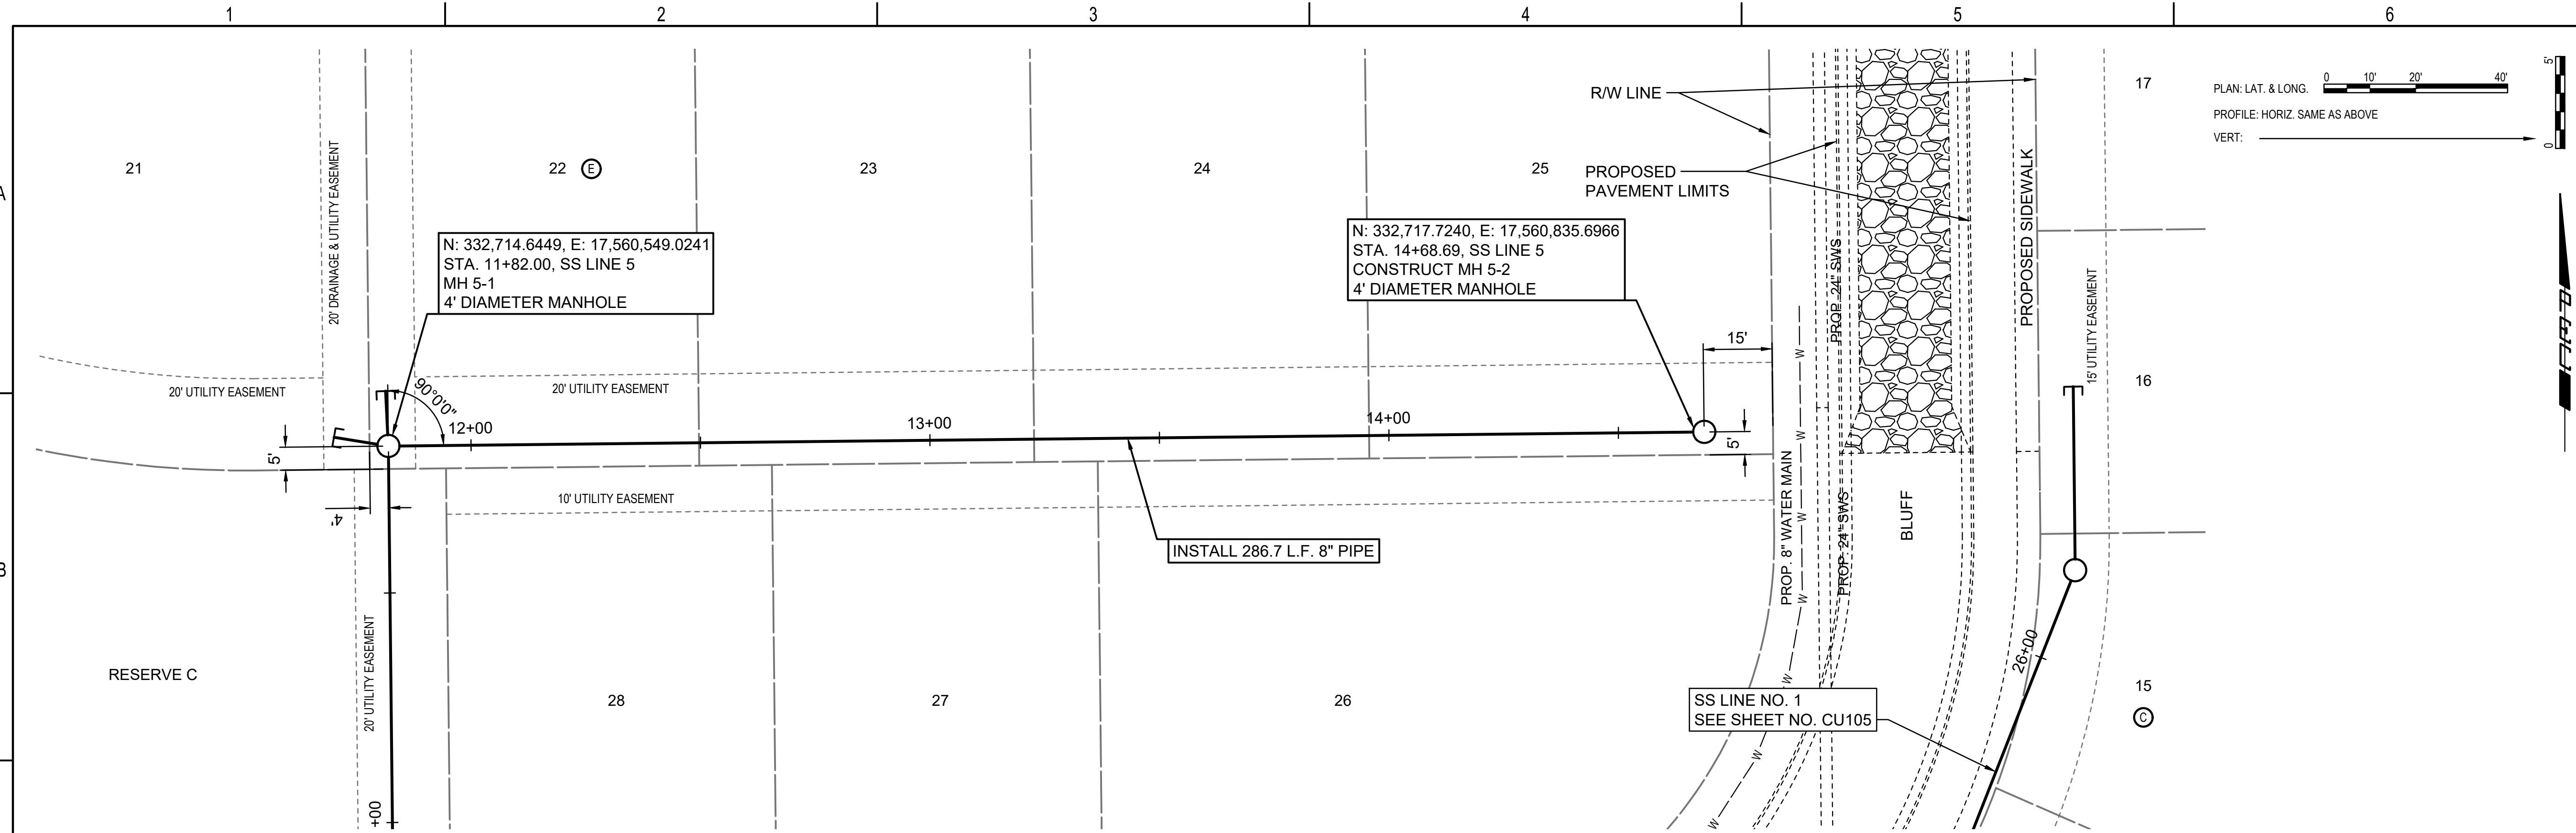 1
2
3
4
5
6
A
B
21
22
E
23
24
25
17
16
15
C
R/W LINE
PROPOSED
PAVEMENT LIMITS
PLAN: LAT. & LONG.
0
10'
20'
40'
PROFILE: HORIZ. SAME AS ABOVE
VERT:
0
5'
20' DRAINAGE & UTILITY EASEMENT
N: 332,714.6449, E: 17,560,549.0241
STA. 11+82.00, SS LINE 5
MH 5-1
4' DIAMETER MANHOLE
N: 332,717.7240, E: 17,560,835.6966
STA. 14+68.69, SS LINE 5
CONSTRUCT MH 5-2
4' DIAMETER MANHOLE
PROP. 24" SWS
PROPOSED SIDEWALK
15' UTILITY EASEMENT
15'
20' UTILITY EASEMENT
90°0'0"
20' UTILITY EASEMENT
12+00
13+00
14+00
5'
5'
4'
10' UTILITY EASEMENT
INSTALL 286.7 L.F. 8" PIPE
PROP. 8" WATER MAIN
W
W
W
W
W
W
W
PROP. 24" SWS
BLUFF
20' UTILITY EASEMENT
RESERVE C
28
27
26
26+00
SS LINE NO. 1
SEE SHEET NO. CU105
+00